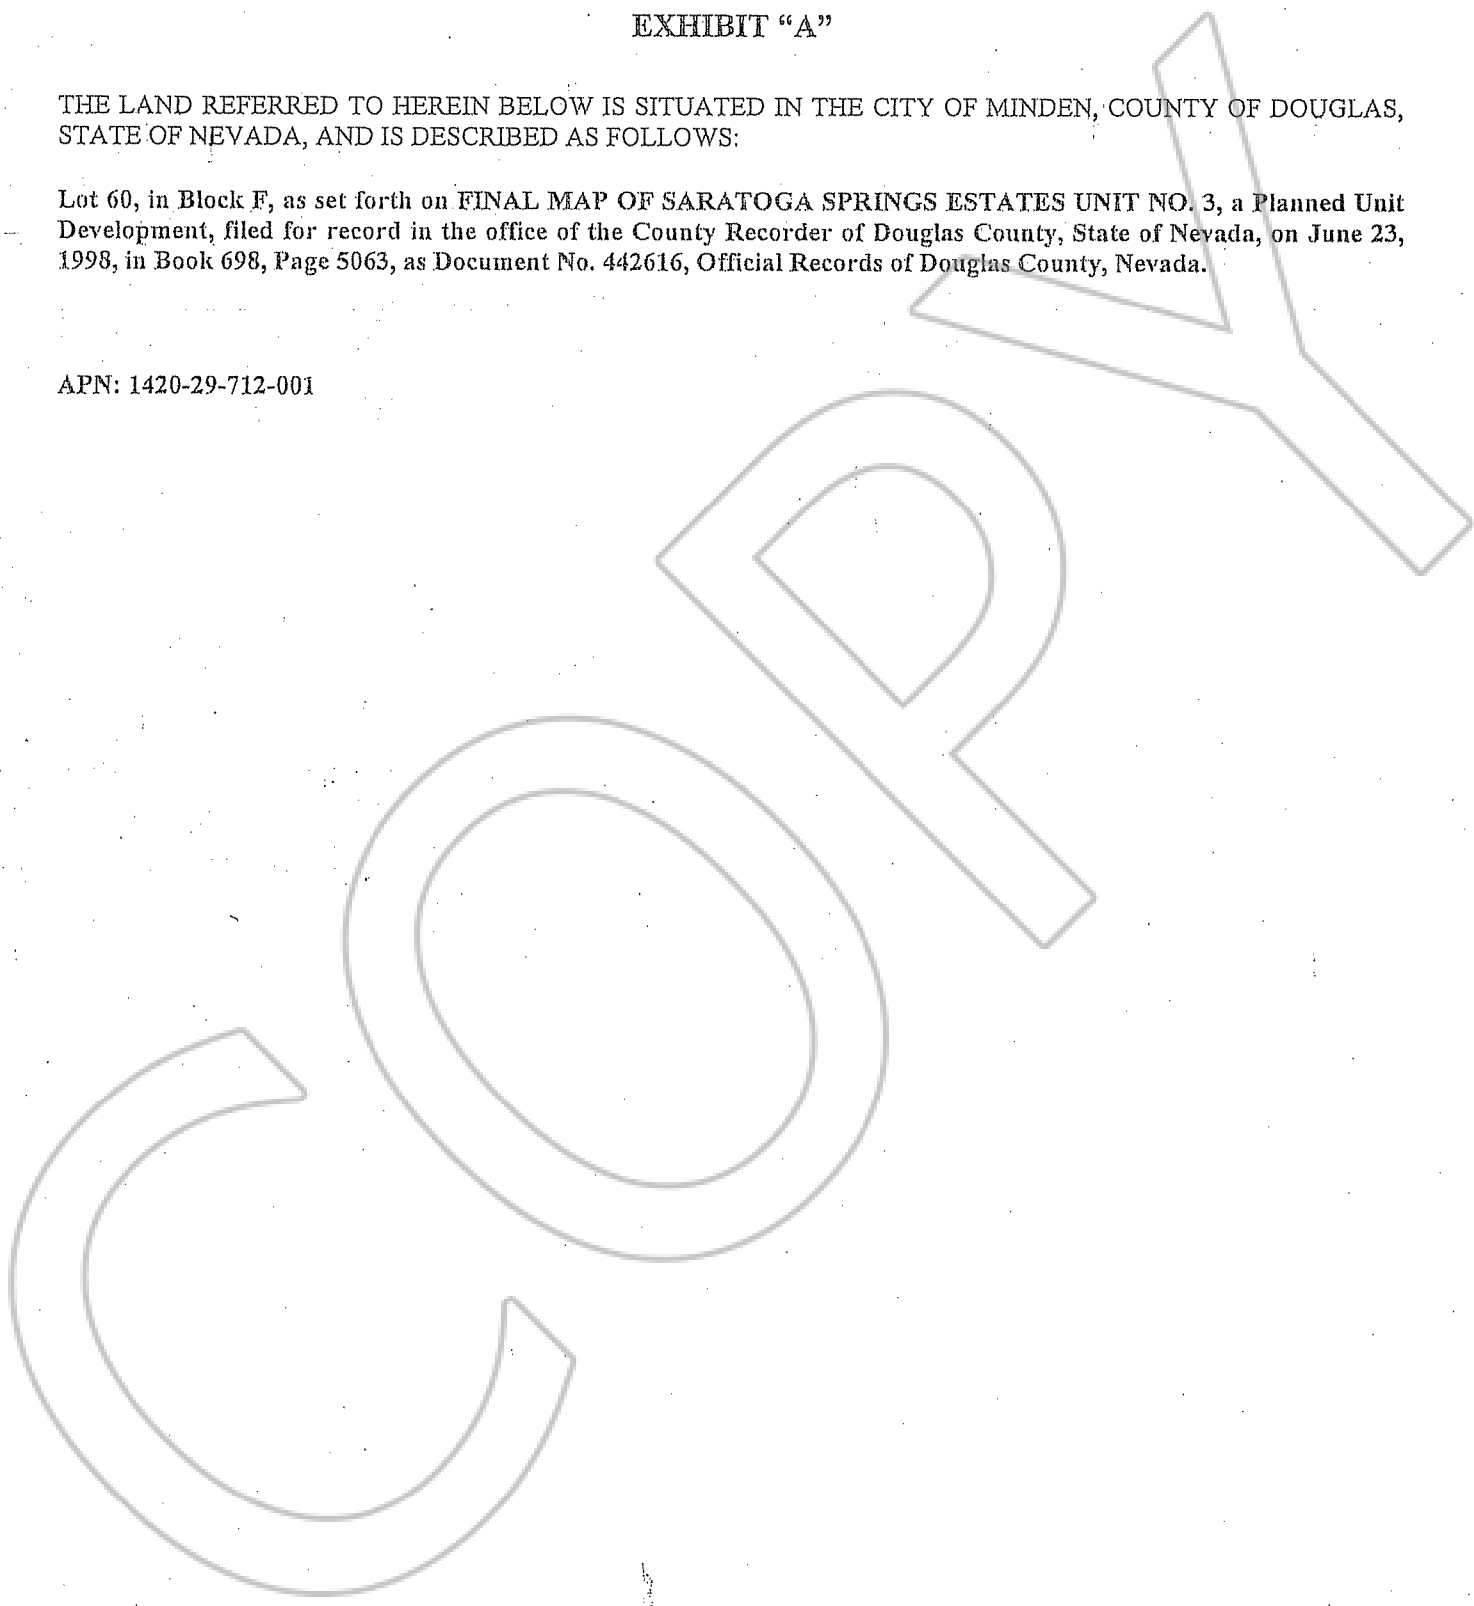 EXHIBIT “A”
THE LAND REFERRED TO HEREIN BELOW IS SITUATED IN THE CITY OF MINDEN, COUNTY OF DOUGLAS,
STATE OF NEVADA, AND IS DESCRIBED AS FOLLOWS:
Lot 60, in Block F, as set forth on FINAL MAP OF SARATOGA SPRINGS ESTATES UNIT NO. 3, a Planned Unit
Development, filed for record in the office of the County Recorder of Douglas County, State of Nevada, on June 23,
1998, in Book 698, Page 5063, as Document No. 442616, Official Records of Douglas County, Nevada.
APN: 1420-29-712-001
COPY